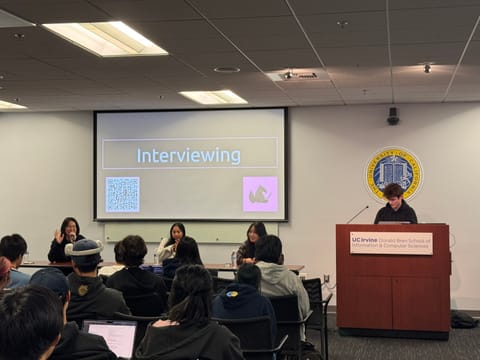 Interviewing
UC Irvine Donald Bren School of
Information & Computer Sciences